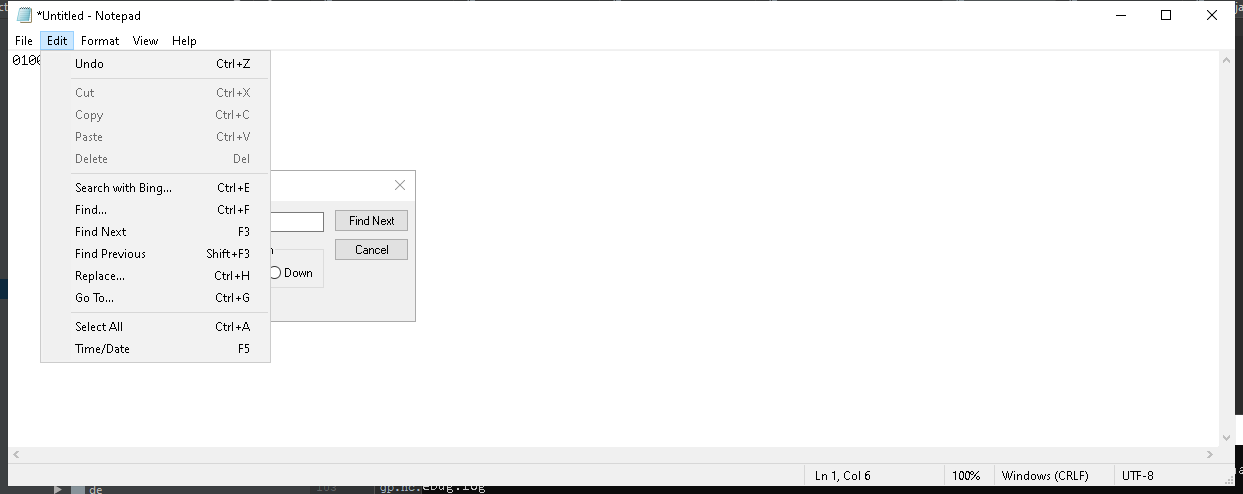 *Untitled - Notepad
File Edit Format View Help
0100
Undo Ctrl+Z
Cut Ctrl+X
Copy Ctrl+C
Paste Ctrl+V
Delete Del
Search with Bing... Ctrl+E
Find... Ctrl+F
Find Next F3
Find Previous Shift+F3
Replace... Ctrl+H
Go To... Ctrl+G
Select All Ctrl+A
Time/Date F5
Find Next
Cancel
Down
Ln 1, Col 6
100%
Windows (CRLF)
UTF-8
de